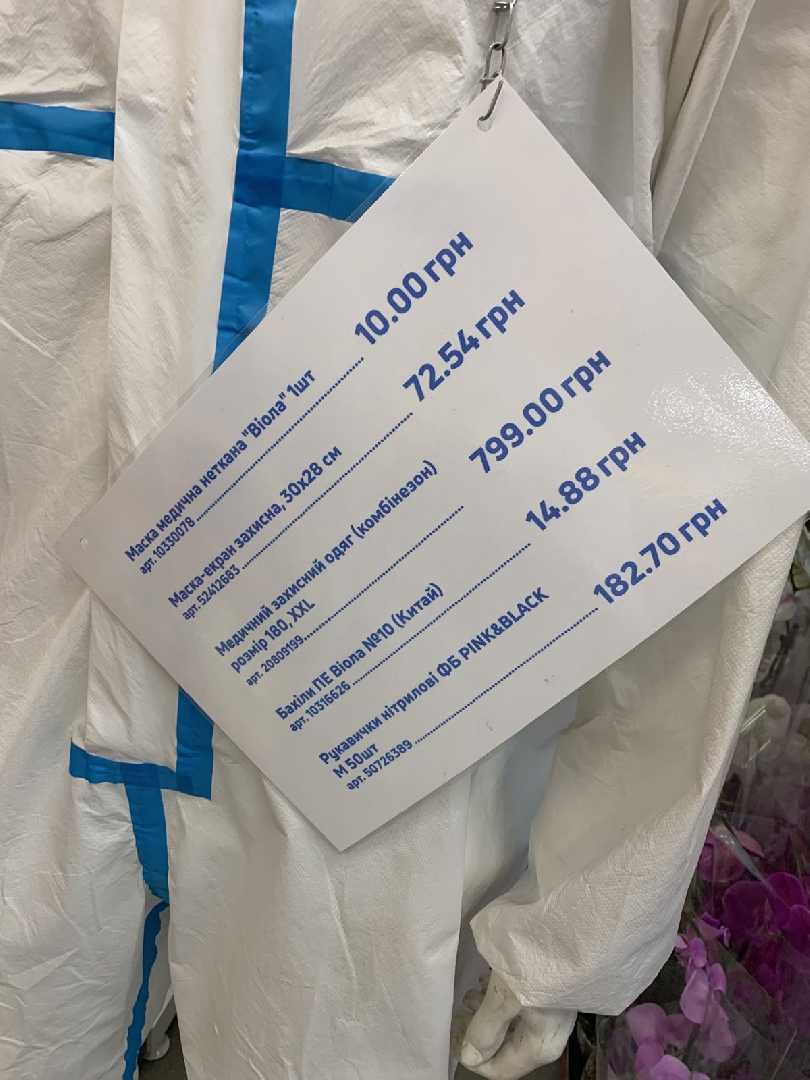 Маска медична неткана "Віола" 1шт
арт. 10330078 10.00 грн
Маска-екран захисна, 30x28 см
арт. 52412683 72.54 грн
Медичний захисний одяг (комбінезон)
розмір 180, XXL
арт. 20809199 799.00 грн
Бахіли ПЕ Віола №10 (Китай)
арт. 10316626 14.88 грн
Рукавички нітрилові ФБ PINK&BLACK
М 50шт
арт. 50726389 182.70 грн